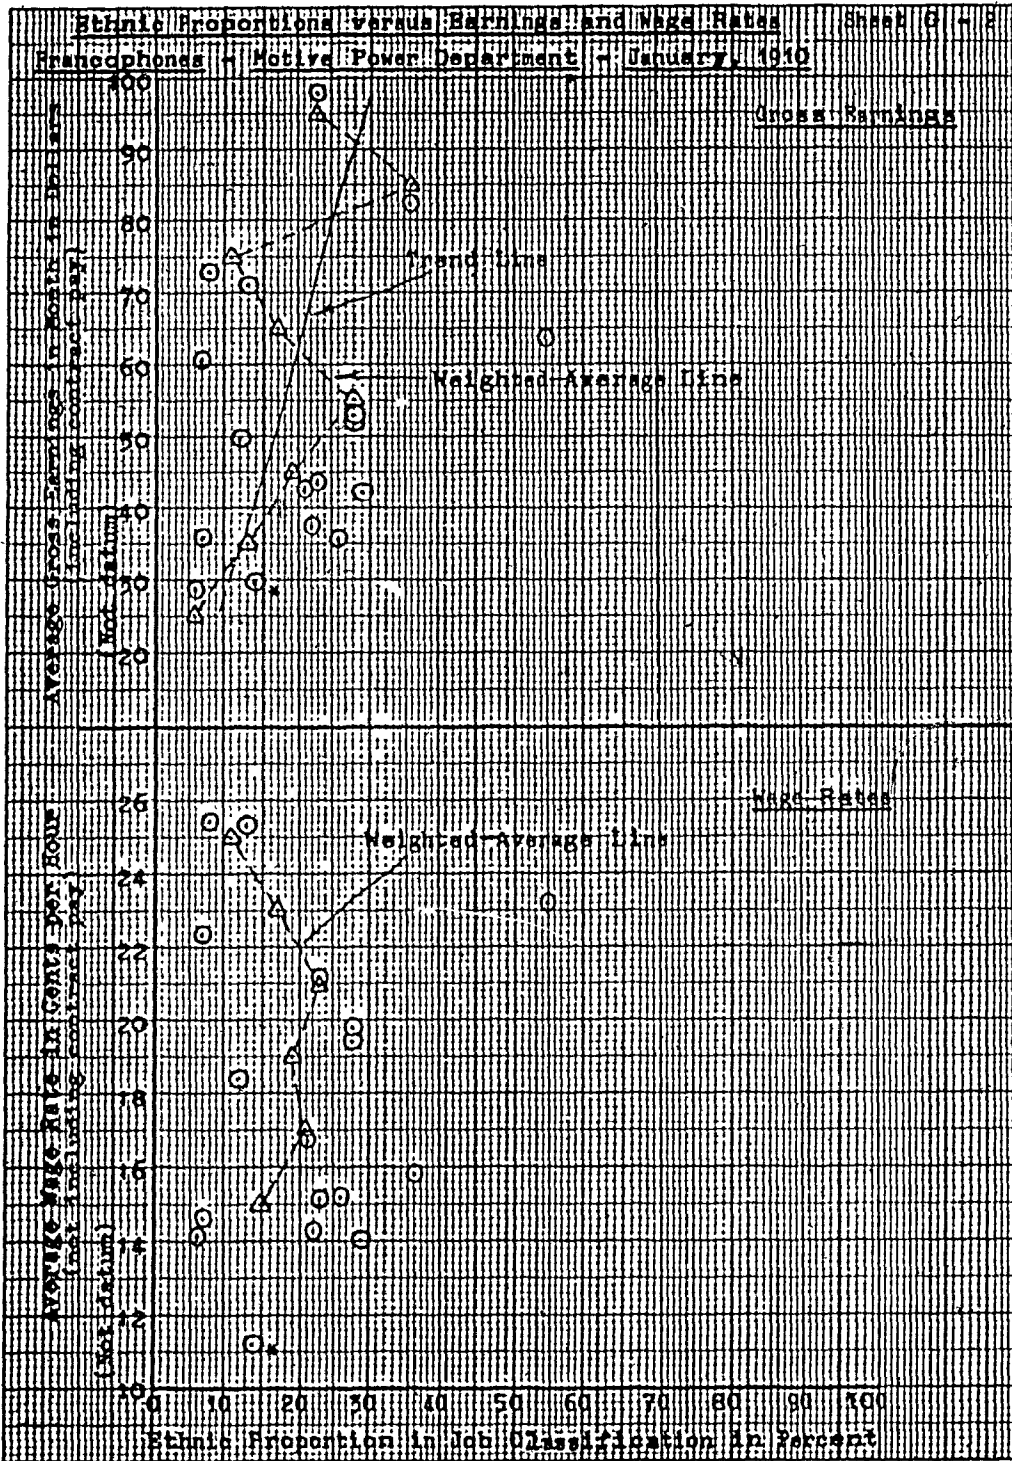 Ethnic Proportions versus Earnings and Wage Rates Sheet G - 2
Francophones - Motive Power Department - January, 1910
Gross Earnings
Average Gross Earnings in Month in Dollars
(including contract pay)
(Not datum)
100
90
80
70
60
50
40
30
20
Trend Line
Weighted-Average Line
*
Wage Rates
Average Wage Rate in Cents per Hour
(not including contract pay)
(Not datum)
26
24
22
20
18
16
14
12
10
Weighted-Average Line
*
0 10 20 30 40 50 60 70 80 90 100
Ethnic Proportion in Job Classification in Percent